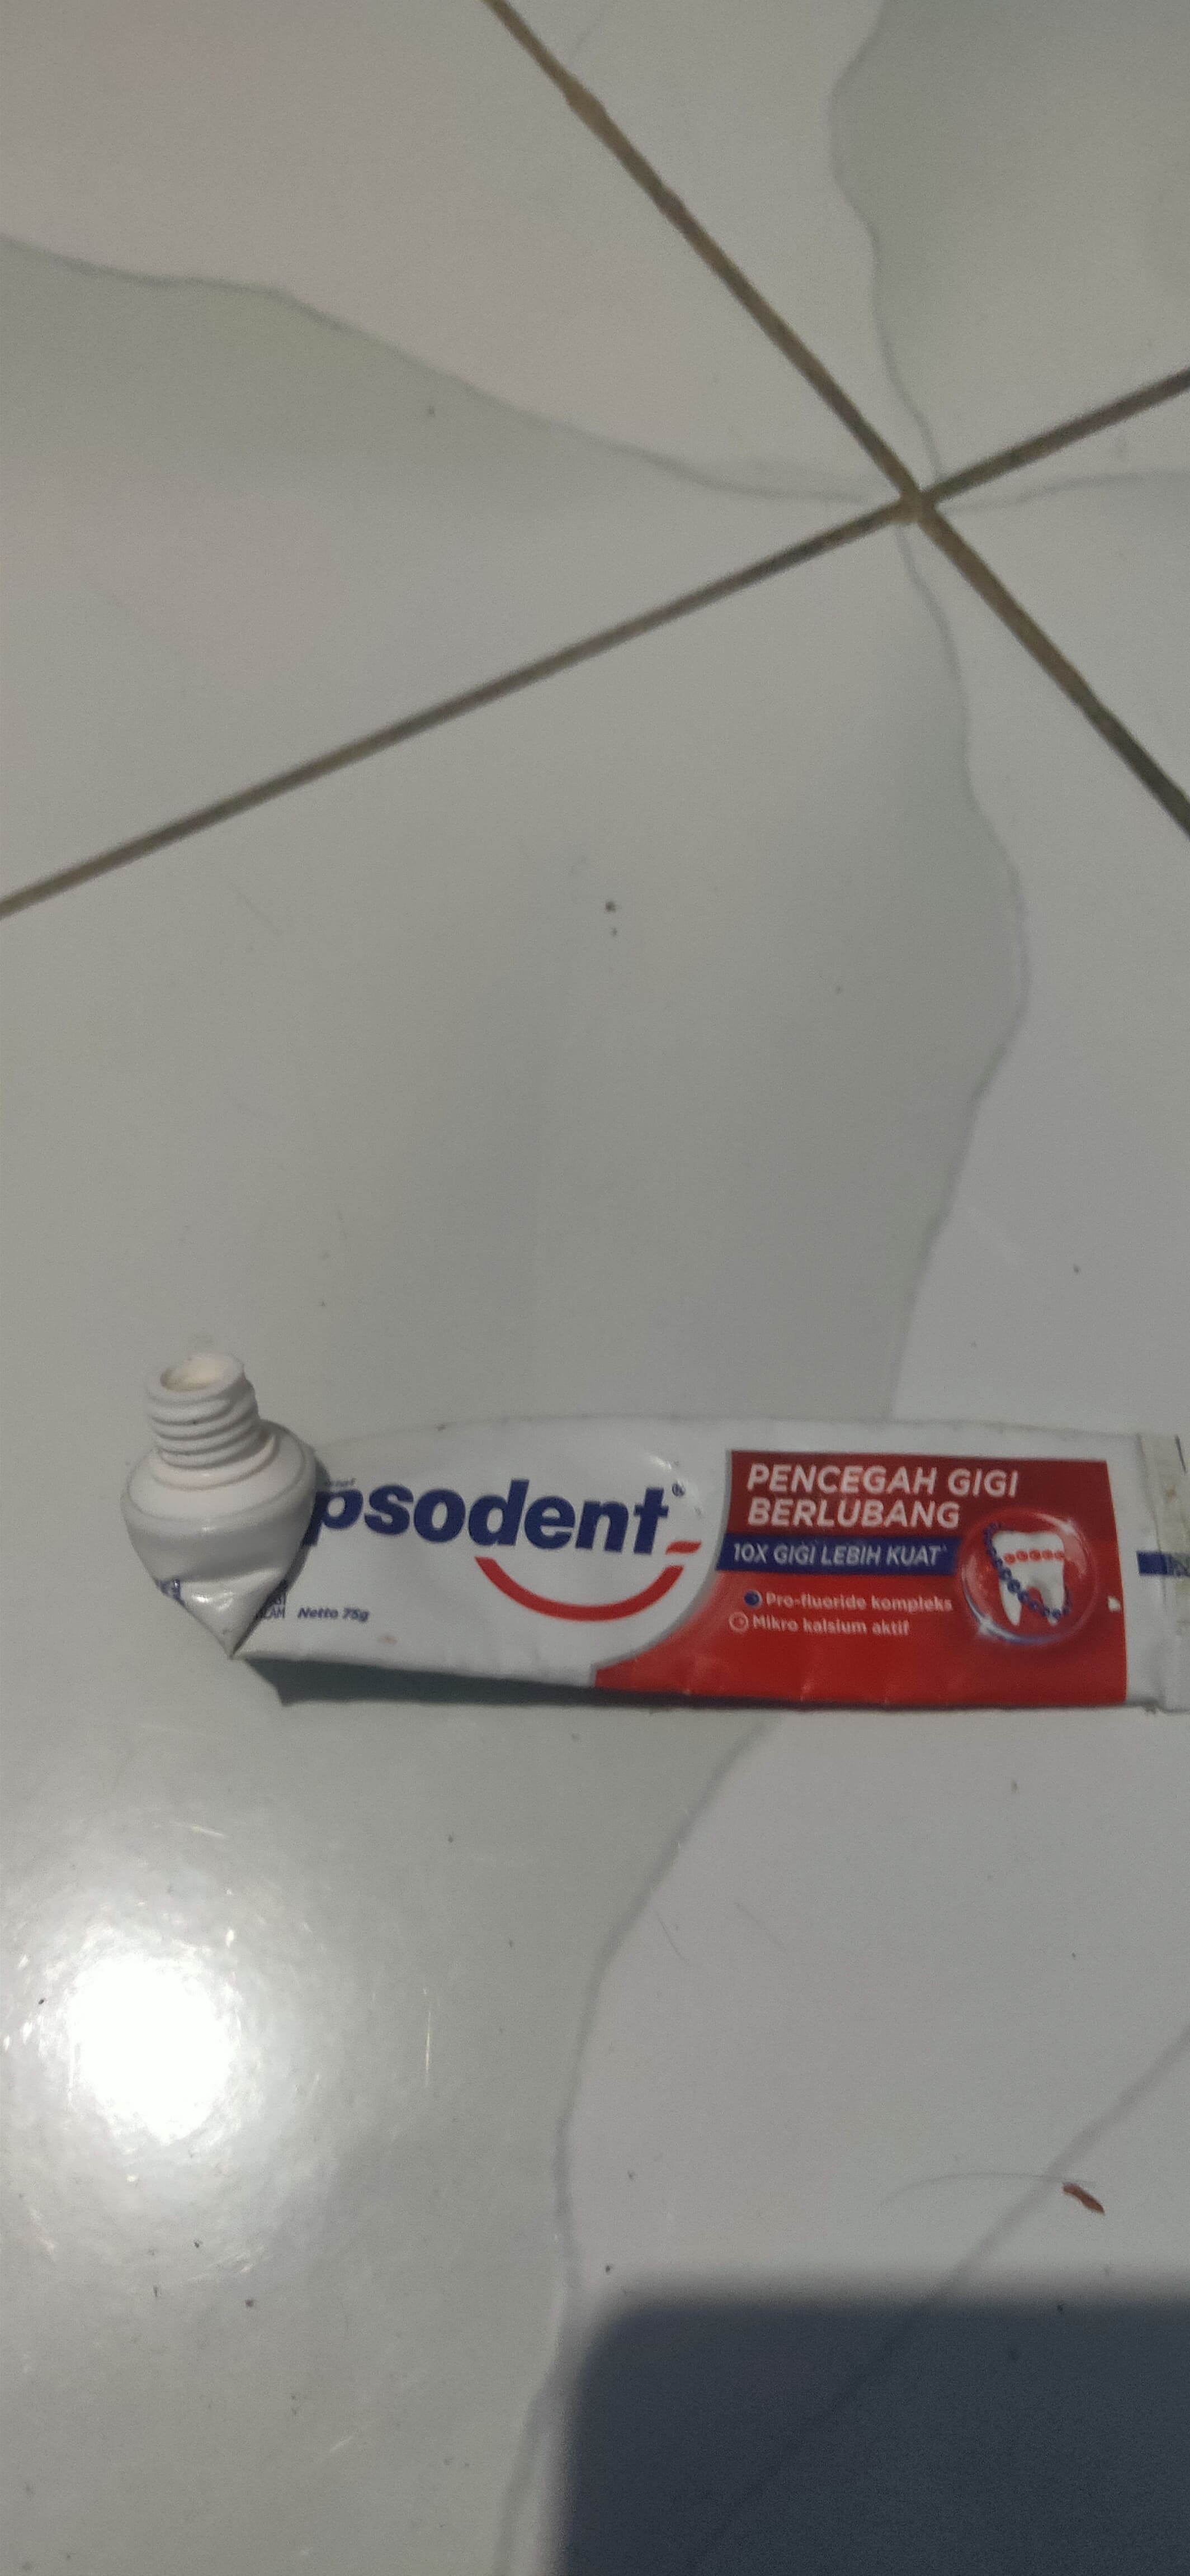 psodent®
Netto 75g
PENCEGAH GIGI
BERLUBANG
10X GIGI LEBIH KUAT
Pro-fluoride kompleks
Mikro kalsium aktif